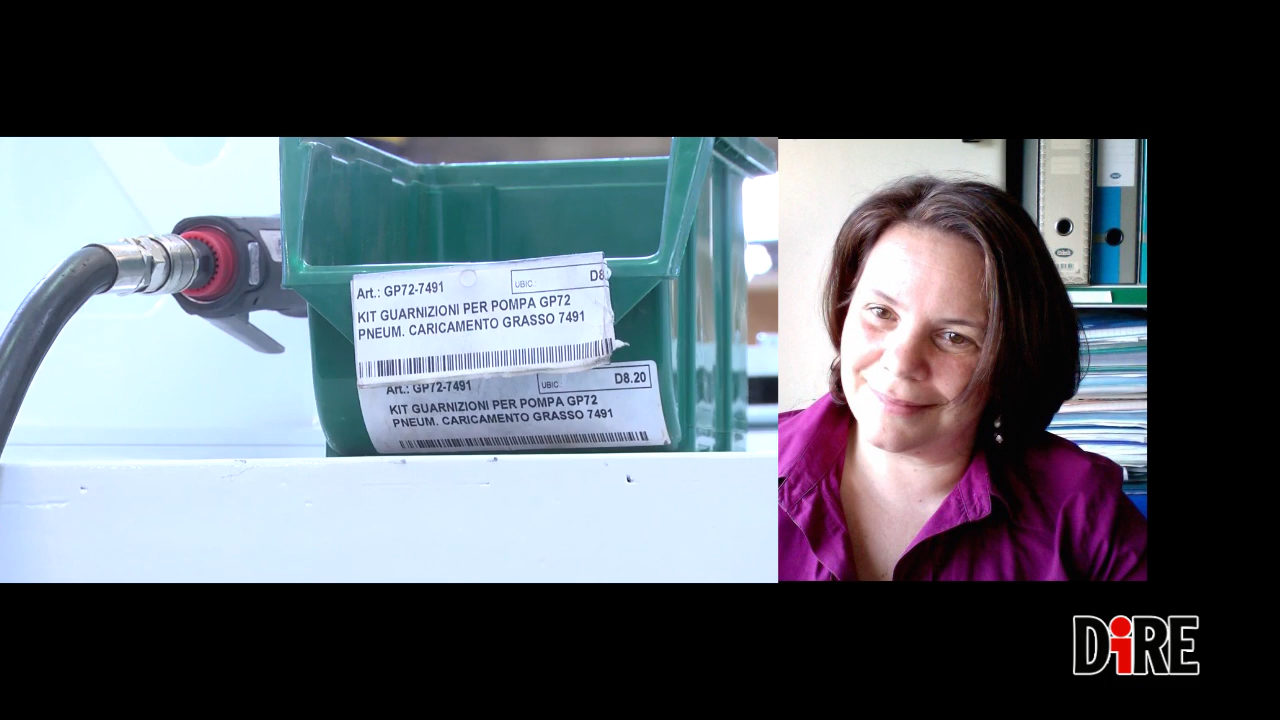 Art.: GP72-7491
UBIC.
D8
KIT GUARNIZIONI PER POMPA GP72
PNEUM. CARICAMENTO GRASSO 7491
Art.: GP72-7491
UBIC.
D8.20
KIT GUARNIZIONI PER POMPA GP72
PNEUM. CARICAMENTO GRASSO 7491
DiRE